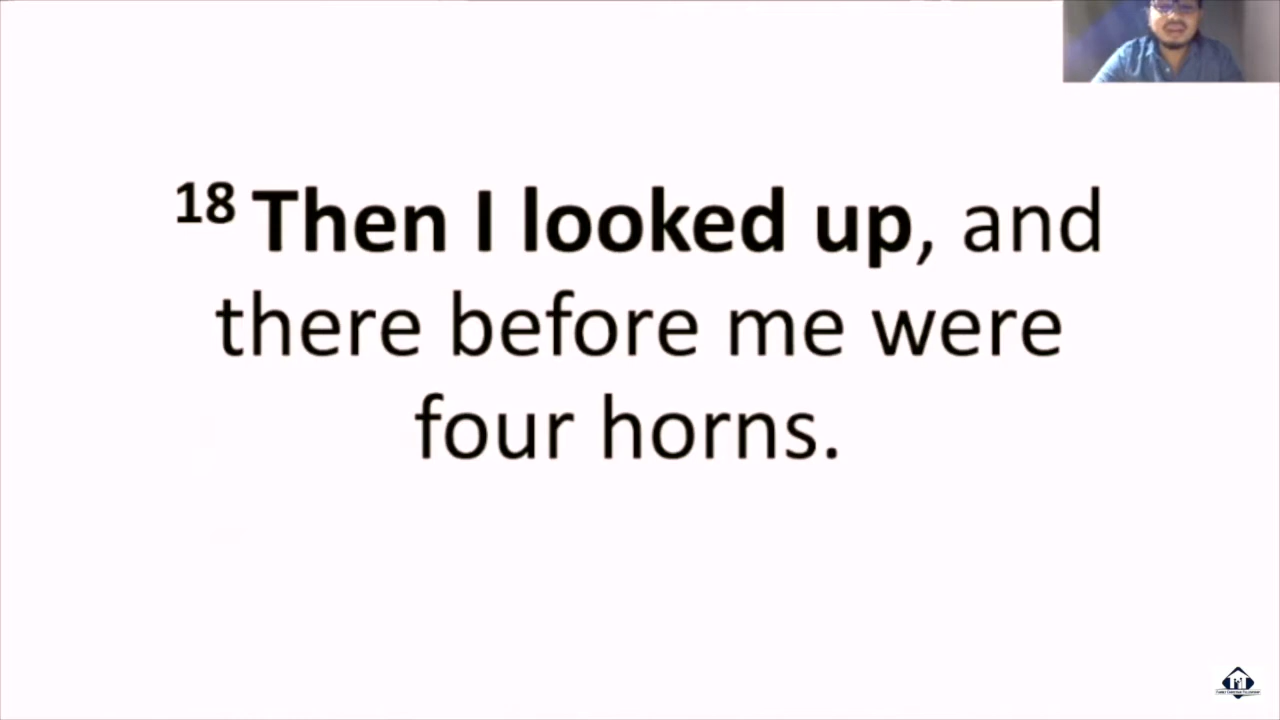 18 Then I looked up, and
there before me were
four horns.